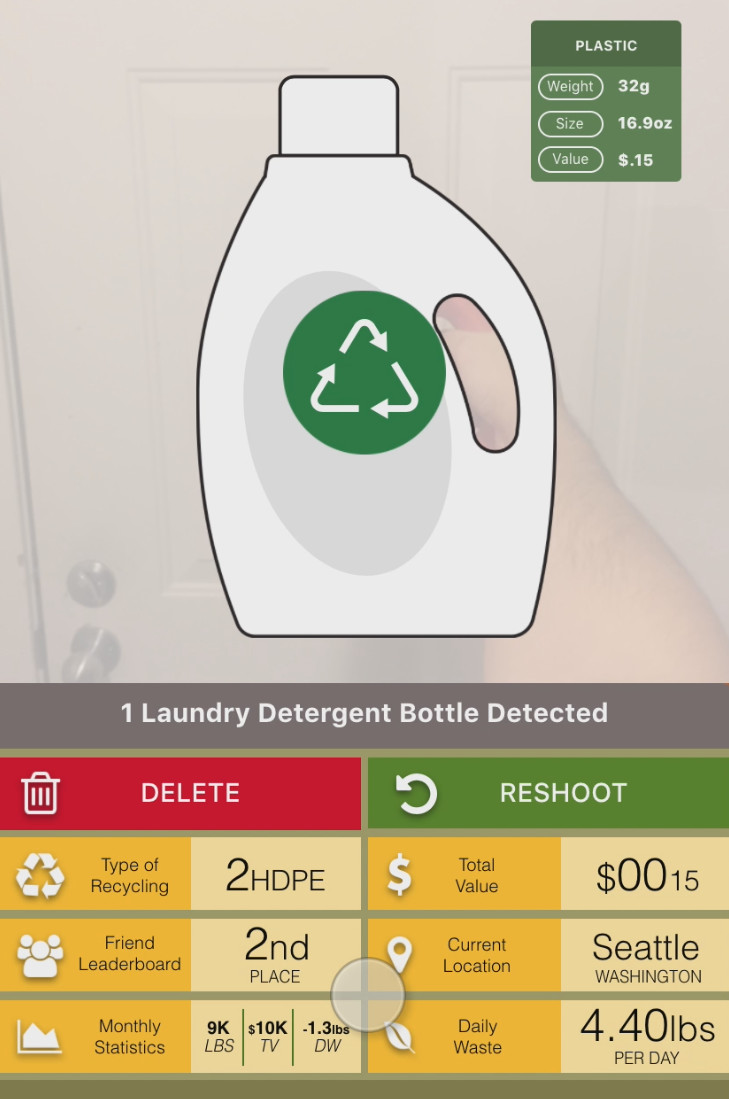 PLASTIC
Weight 32g
Size 16.9oz
Value $.15
1 Laundry Detergent Bottle Detected
DELETE
RESHOOT
Type of
Recycling
2HDPE
Total
Value
$0015
Friend
Leaderboard
2nd
PLACE
Current
Location
Seattle
WASHINGTON
Monthly
Statistics
9K $10K -1.3lbs
LBS TV DW
Daily
Waste
4.40lbs
PER DAY